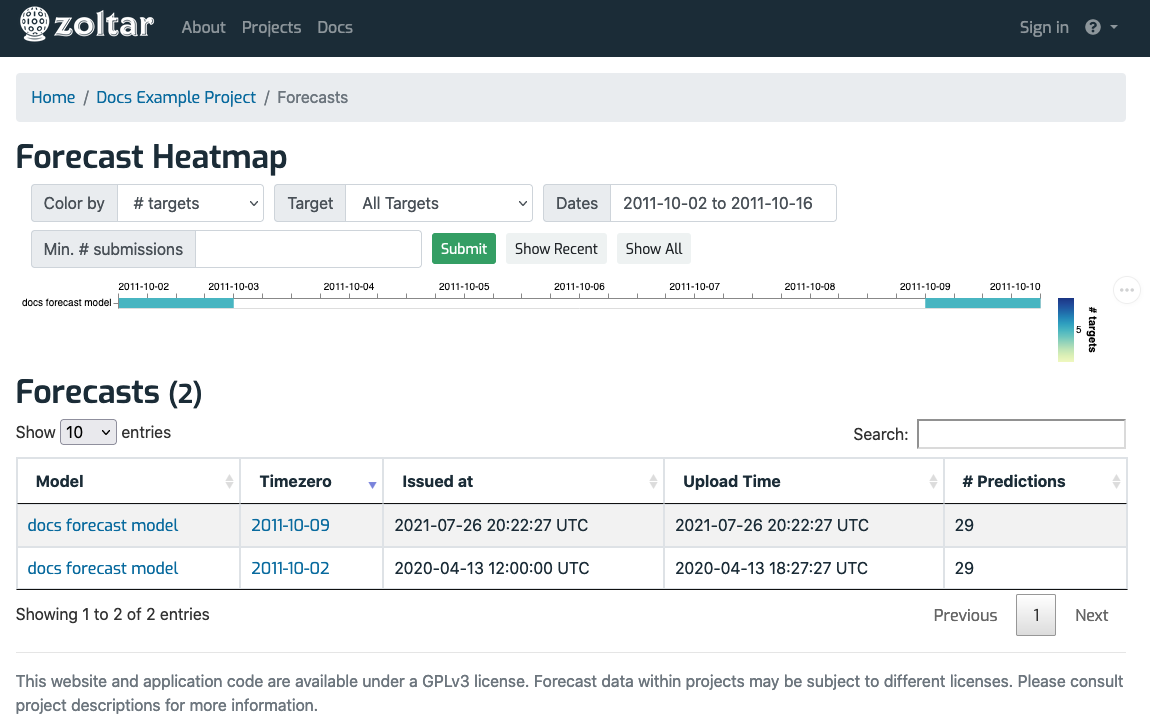 zoltar About Projects Docs Sign in ?
Home / Docs Example Project / Forecasts
Forecast Heatmap
Color by # targets Target All Targets Dates 2011-10-02 to 2011-10-16
Min. # submissions Submit Show Recent Show All
2011-10-02 2011-10-03 2011-10-04 2011-10-05 2011-10-06 2011-10-07 2011-10-08 2011-10-09 2011-10-10
docs forecast model
5
# targets
Forecasts (2)
Show 10 entries Search:
Model Timezero Issued at Upload Time # Predictions
docs forecast model 2011-10-09 2021-07-26 20:22:27 UTC 2021-07-26 20:22:27 UTC 29
docs forecast model 2011-10-02 2020-04-13 12:00:00 UTC 2020-04-13 18:27:27 UTC 29
Showing 1 to 2 of 2 entries Previous 1 Next
This website and application code are available under a GPLv3 license. Forecast data within projects may be subject to different licenses. Please consult
project descriptions for more information.